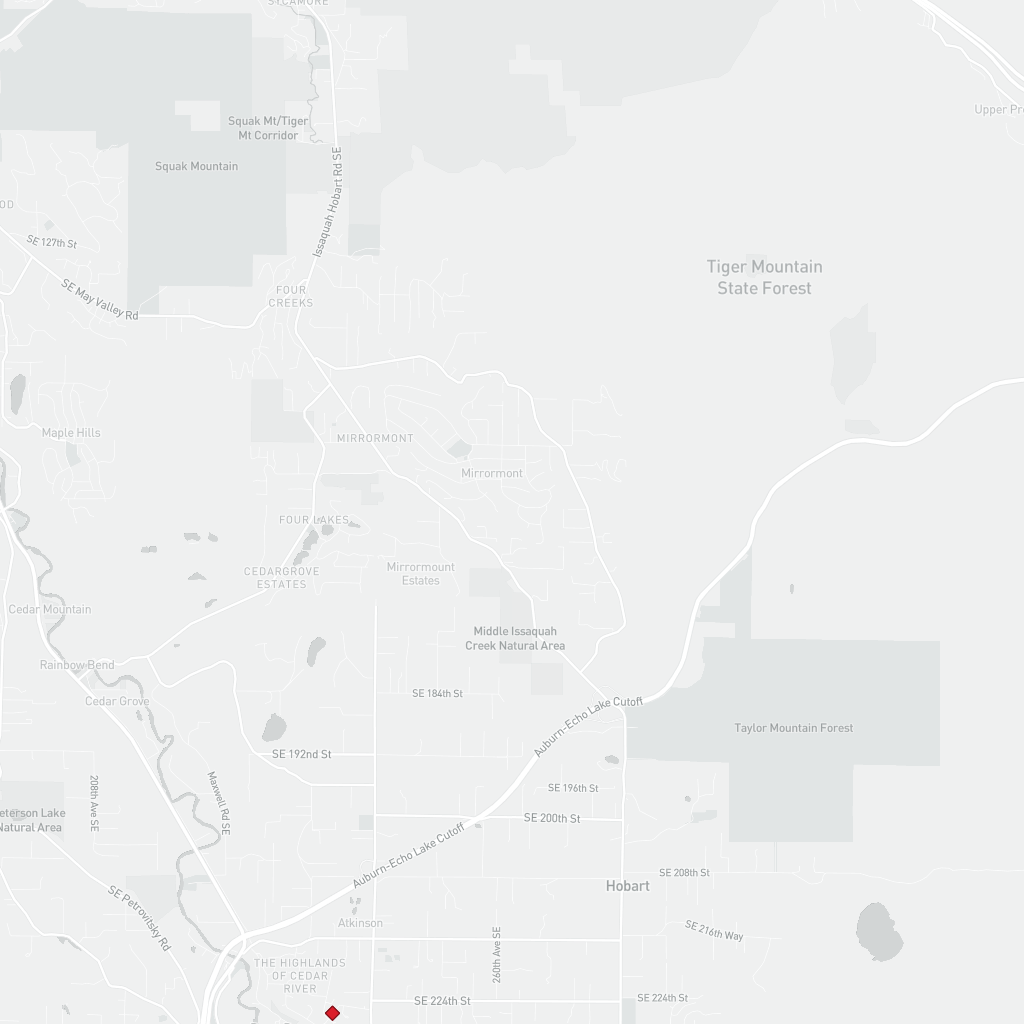 SYCAMORE
Upper Pr
Squak Mt/Tiger
Mt Corridor
Squak Mountain
Issaquah Hobart Rd SE
OD
SE 127th St
Tiger Mountain
State Forest
SE May Valley Rd
FOUR
CREEKS
Maple Hills
MIRRORMONT
Mirrormont
FOUR LAKES
CEDARGROVE
ESTATES
Mirrormount
Estates
Cedar Mountain
Middle Issaquah
Creek Natural Area
Rainbow Bend
Cedar Grove
SE 184th St
Auburn-Echo Lake Cutoff
Taylor Mountain Forest
SE 192nd St
208th Ave SE
Maxwell Rd SE
SE 196th St
eterson Lake
Natural Area
SE 200th St
Auburn-Echo Lake Cutoff
SE 208th St
Hobart
SE Petrovitsky Rd
Atkinson
260th Ave SE
SE 216th Way
THE HIGHLANDS
OF CEDAR
RIVER
SE 224th St
SE 224th St